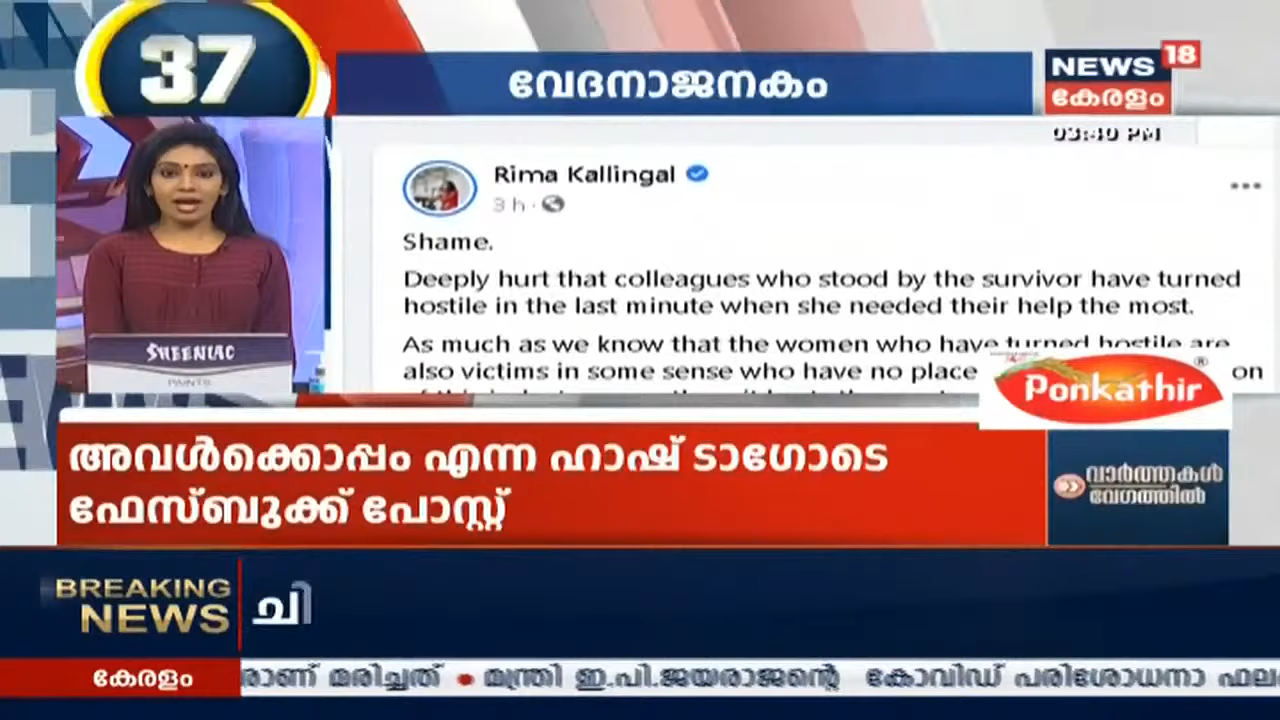 37
വേദനാജനകം
NEWS 18
കേരളം
03:40 PM
Rima Kallingal
3 h
Shame.
Deeply hurt that colleagues who stood by the survivor have turned
hostile in the last minute when she needed their help the most.
As much as we know that the women who have turned hostile are
also victims in some sense who have no place on
SHEENLAC
PAINTS
Ponkathir
അവൾക്കൊപ്പം എന്ന ഹാഷ് ടാഗോടെ
ഫേസ്ബുക്ക് പോസ്റ്റ്
വാർത്തകൾ
വേഗത്തിൽ
BREAKING
NEWS
ചി
കേരളം
രാണ് മരിച്ചത് • മന്ത്രി ഇ.പി.ജയരാജന്റെ കോവിഡ് പരിശോധനാ ഫല